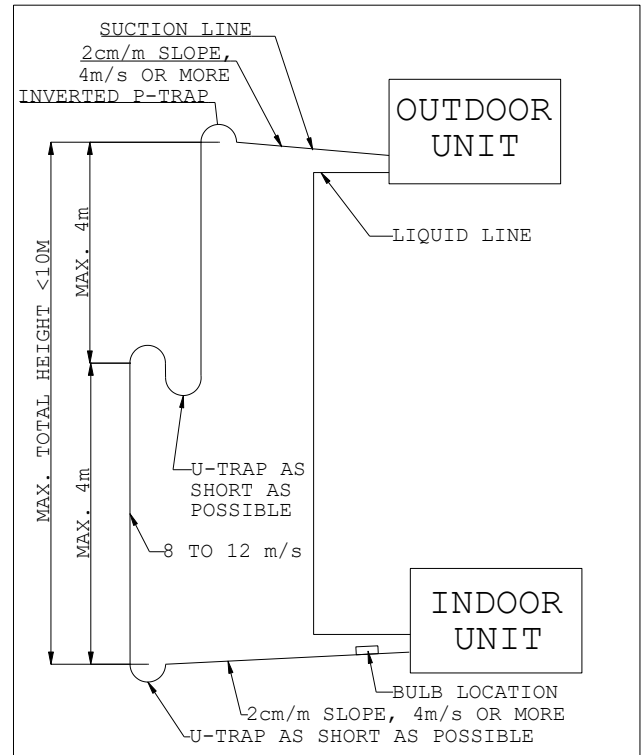 SUCTION LINE
2cm/m SLOPE,
4m/s OR MORE
INVERTED P-TRAP
OUTDOOR
UNIT
LIQUID LINE
MAX. 4m
MAX. TOTAL HEIGHT <10M
U-TRAP AS
SHORT AS
POSSIBLE
MAX. 4m
8 TO 12 m/s
INDOOR
UNIT
BULB LOCATION
2cm/m SLOPE, 4m/s OR MORE
U-TRAP AS SHORT AS POSSIBLE